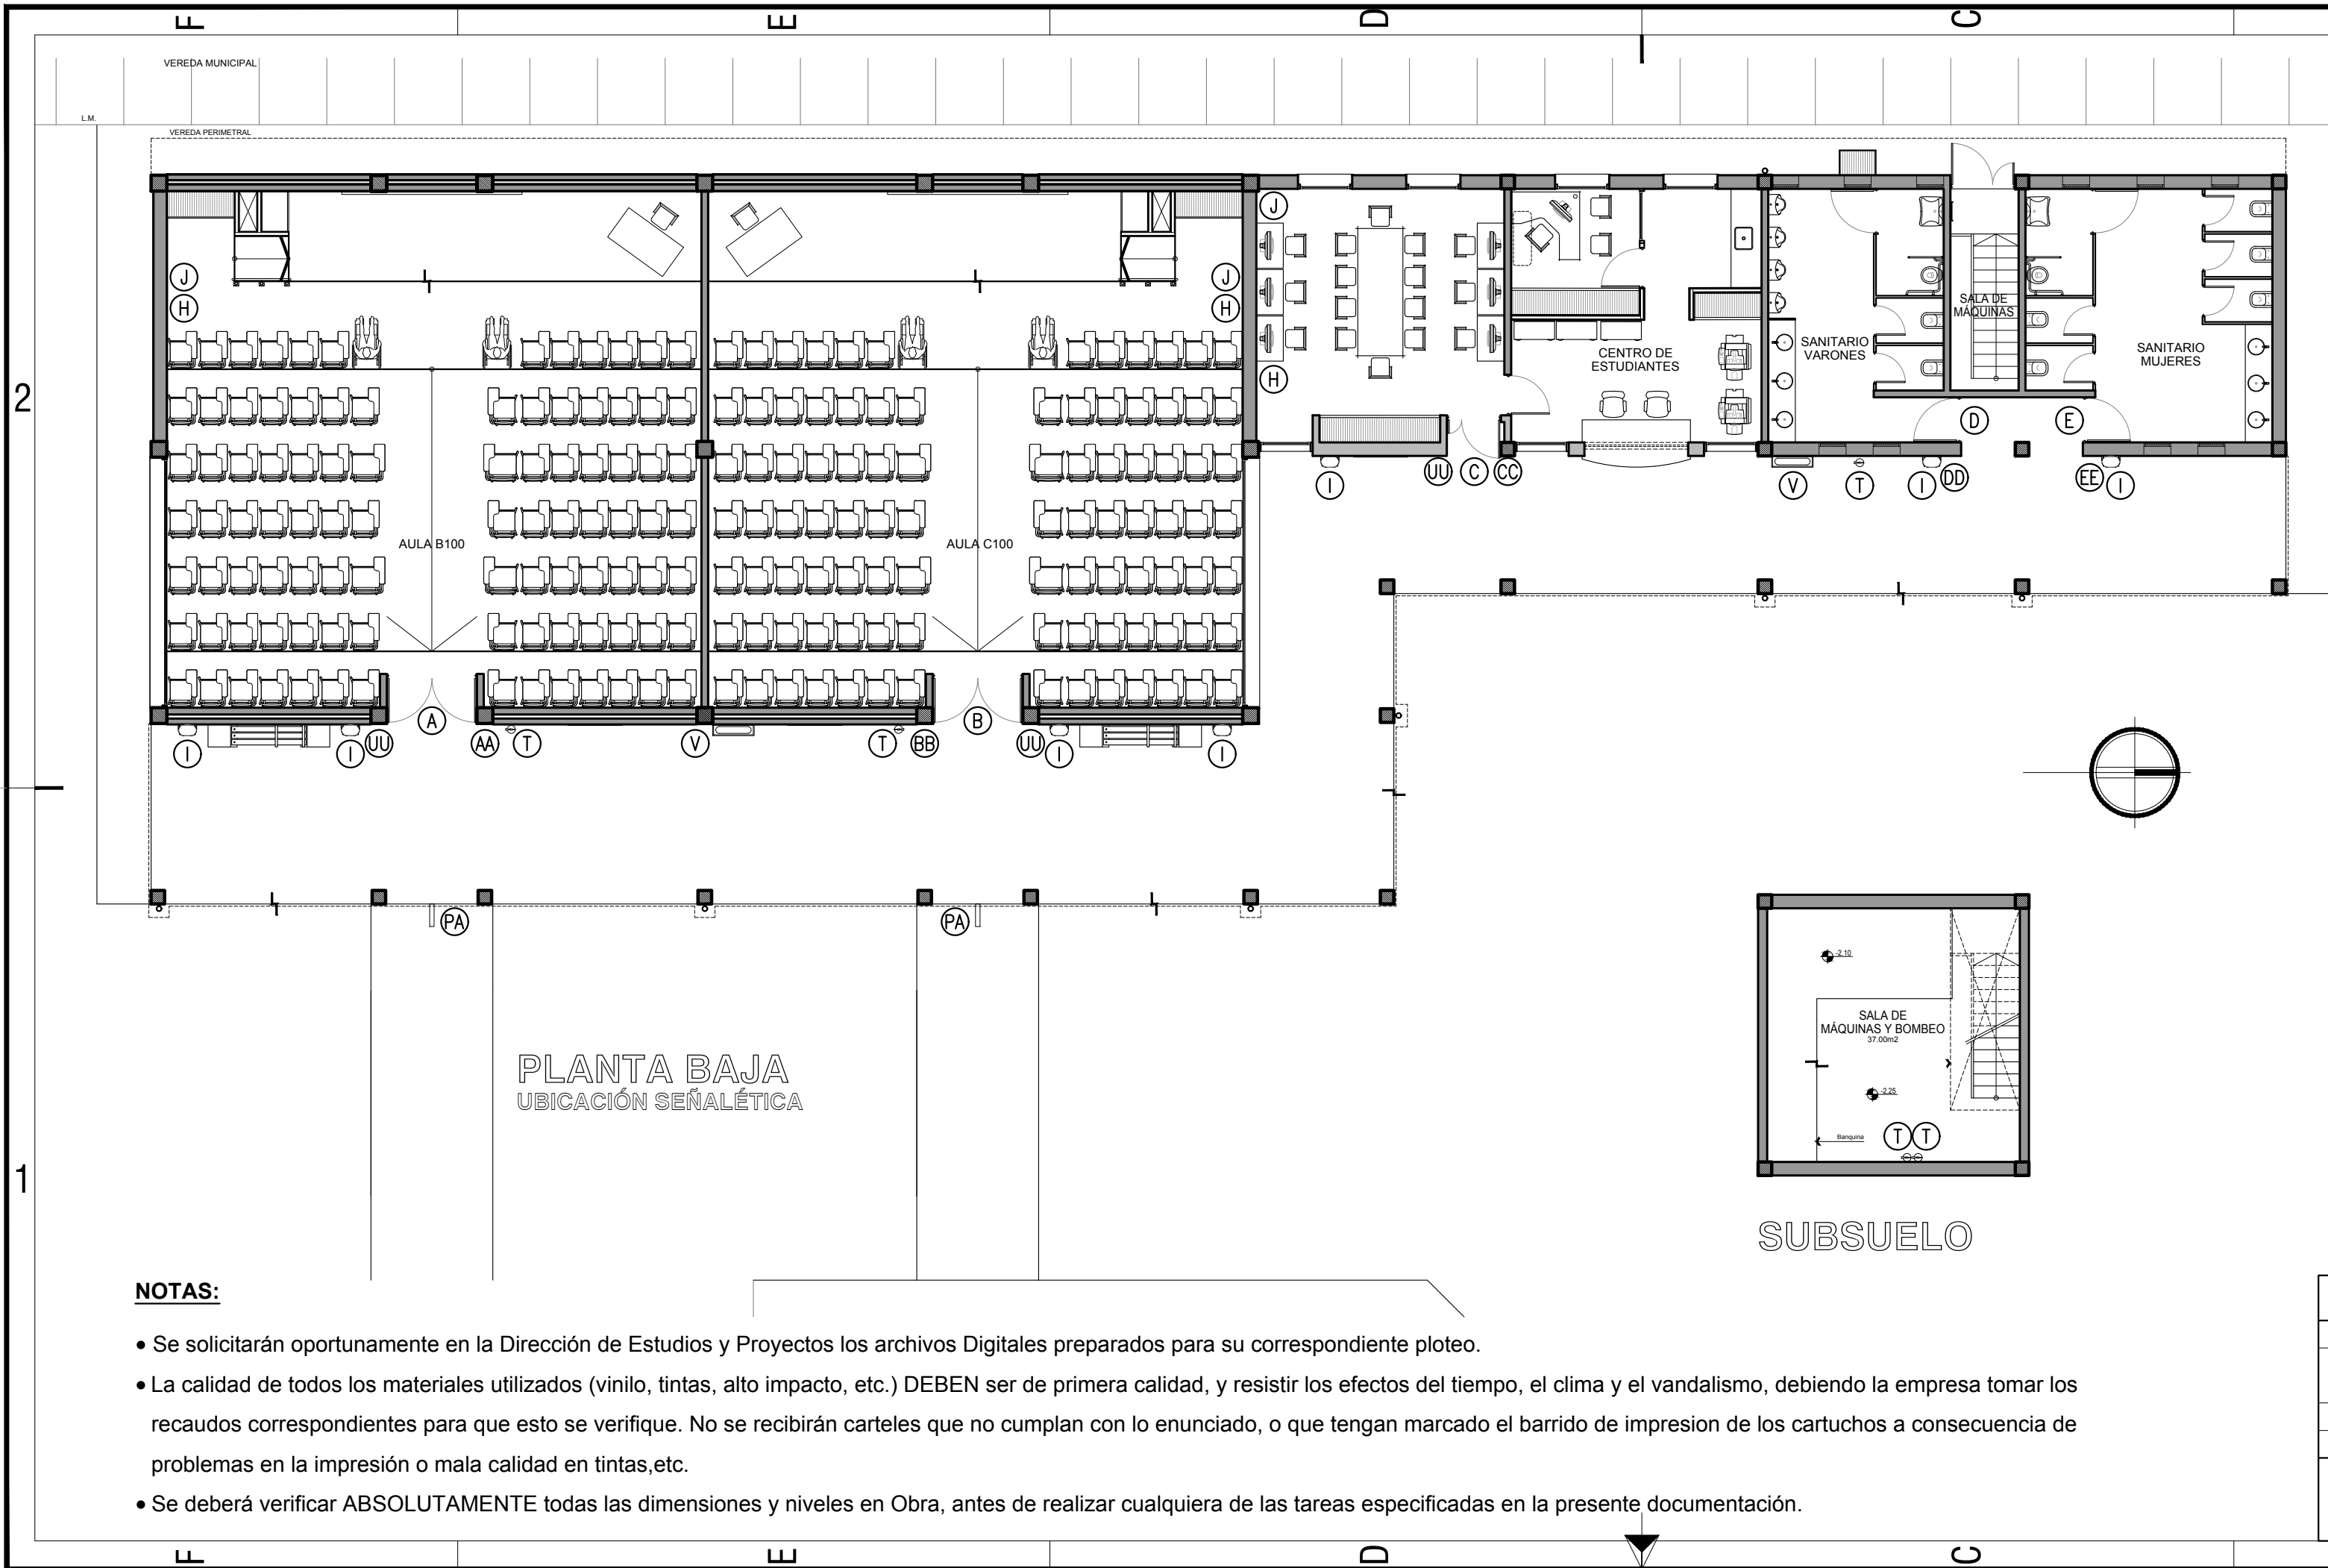 F E D C
VEREDA MUNICIPAL
L.M.
VEREDA PERIMETRAL
J
J
J
H
H
H
2
SALA DE
MÁQUINAS
SANITARIO
VARONES
SANITARIO
MUJERES
CENTRO DE
ESTUDIANTES
D E
I UU C CC V T I DD EE I
AULA B100
AULA C100
A B
I I UU AA T V T BB UU I I
PA PA
-2.10
SALA DE
MÁQUINAS Y BOMBEO
37.00m2
-2.25
Banquina
T T
PLANTA BAJA
UBICACIÓN SEÑALÉTICA
1
SUBSUELO
NOTAS:
• Se solicitarán oportunamente en la Dirección de Estudios y Proyectos los archivos Digitales preparados para su correspondiente ploteo.
• La calidad de todos los materiales utilizados (vinilo, tintas, alto impacto, etc.) DEBEN ser de primera calidad, y resistir los efectos del tiempo, el clima y el vandalismo, debiendo la empresa tomar los
recaudos correspondientes para que esto se verifique. No se recibirán carteles que no cumplan con lo enunciado, o que tengan marcado el barrido de impresion de los cartuchos a consecuencia de
problemas en la impresión o mala calidad en tintas,etc.
• Se deberá verificar ABSOLUTAMENTE todas las dimensiones y niveles en Obra, antes de realizar cualquiera de las tareas especificadas en la presente documentación.
F E D C